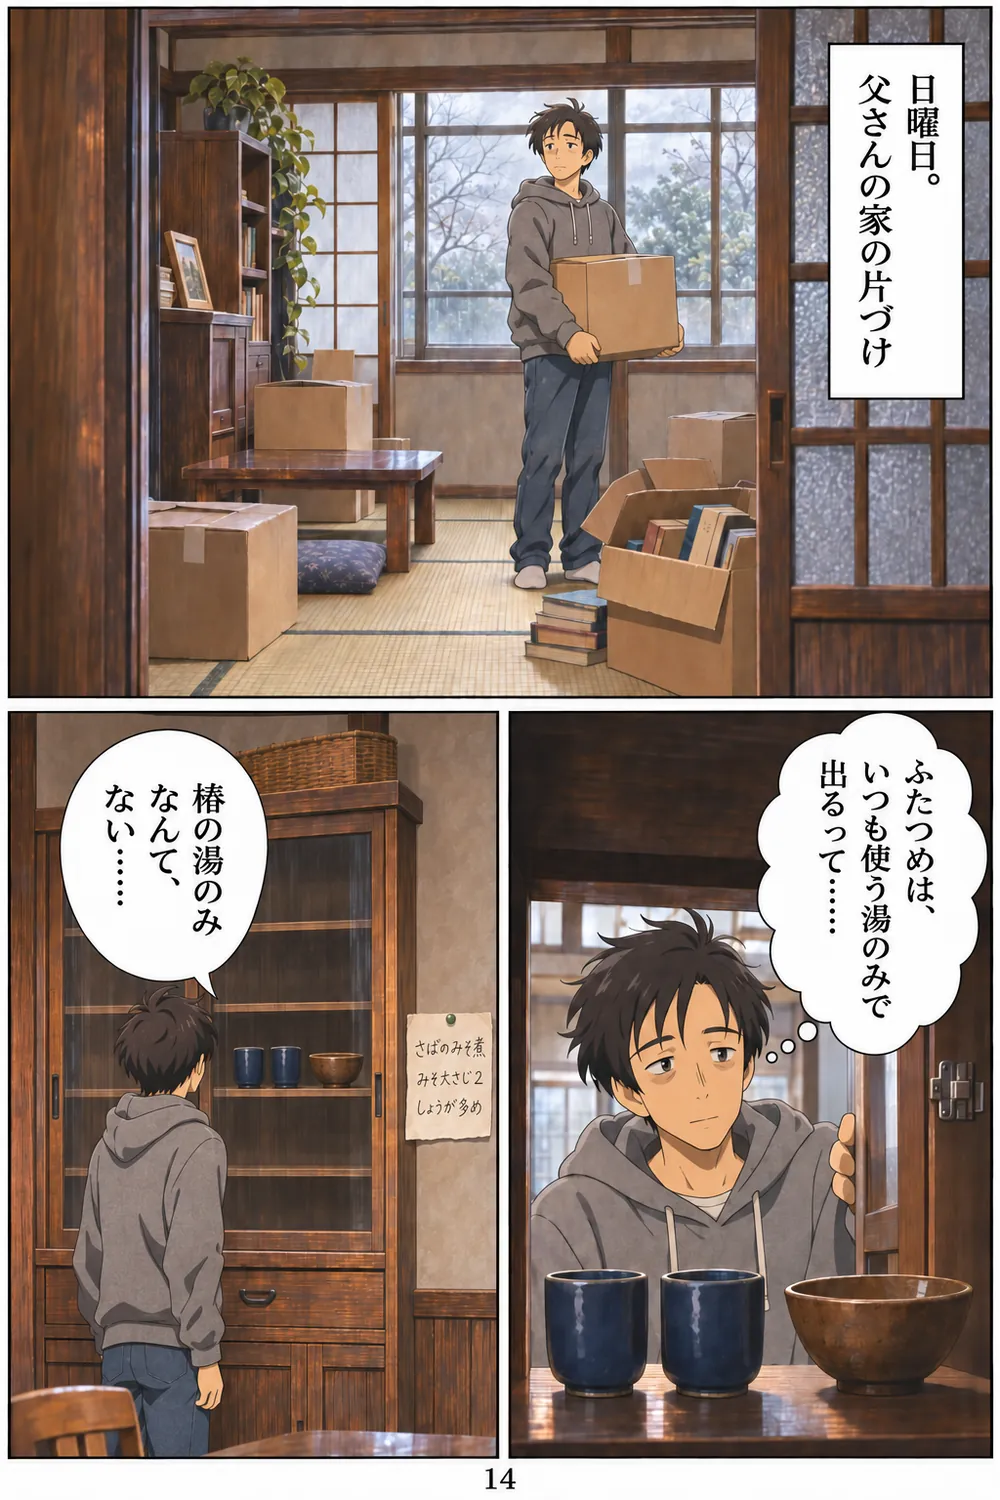 日曜日。
父さんの家の片づけ
ふたつめは、
いつも使う湯のみで
出るって……
椿の湯のみ
なんて、
ない……
さばのみそ煮
みそ大さじ2
しょうが多め
14